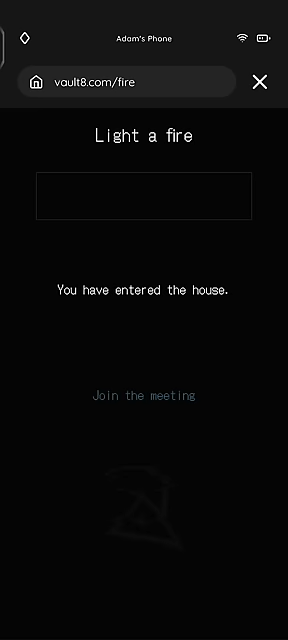 Adam's Phone
vault8.com/fire
Light a fire
You have entered the house.
Join the meeting